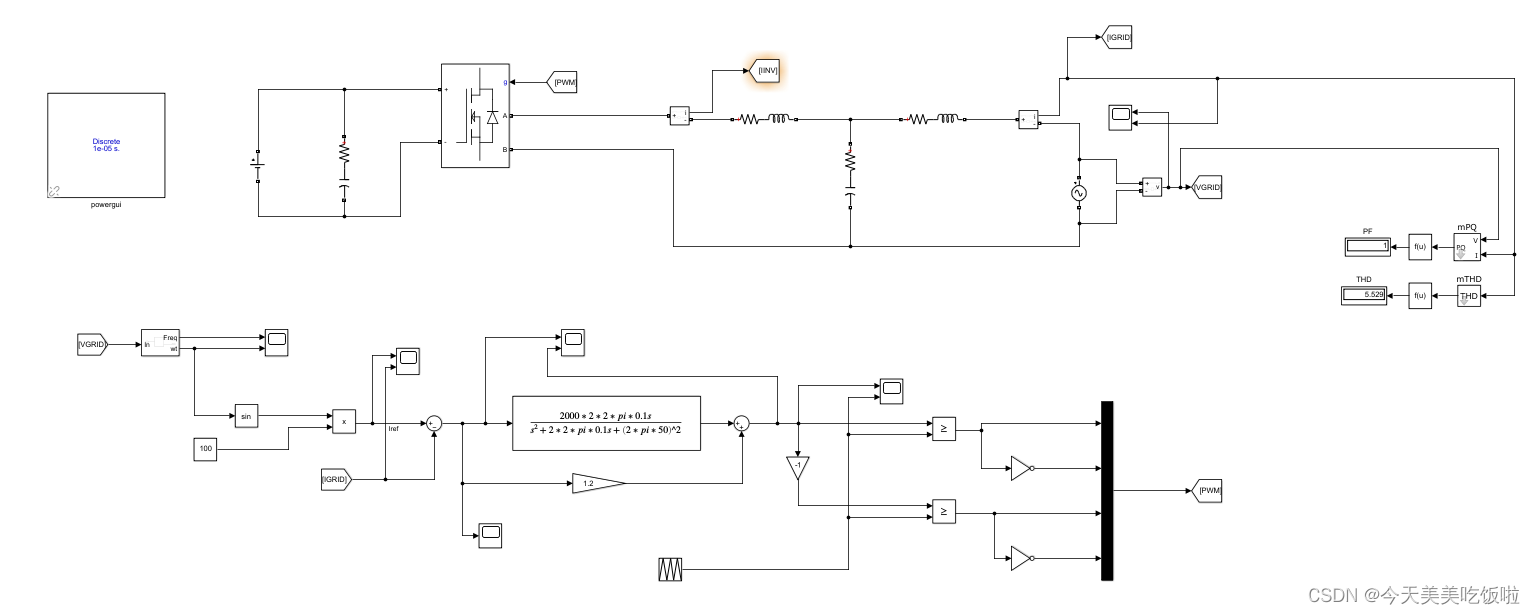 [IGRID]
[IINV]
Discrete
1e-05 s.
powergui
+
-
g
A
B
[PWM]
+
i
-
+
i
-
+
-
v
[VGRID]
PF
1
f(u)
mPQ
V
PQ
I
THD
5.529
f(u)
mTHD
THD
[VGRID]
In
Freq
wt
sin
100
x
Iref
[IGRID]
2000*2*2*pi*0.1s
s^2+2*2*pi*0.1s+(2*pi*50)^2
1.2
-1
≥
≥
[PWM]
CSDN @今天美美吃饭啦